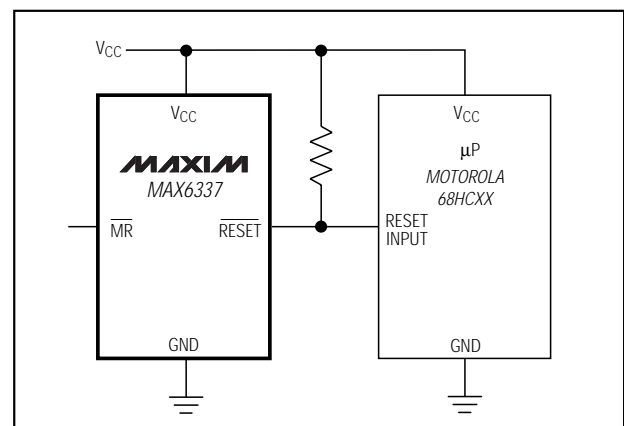 VCC
VCC
MAXIM
MAX6337
MR
RESET
GND
VCC
μP
MOTOROLA
68HCXX
RESET
INPUT
GND